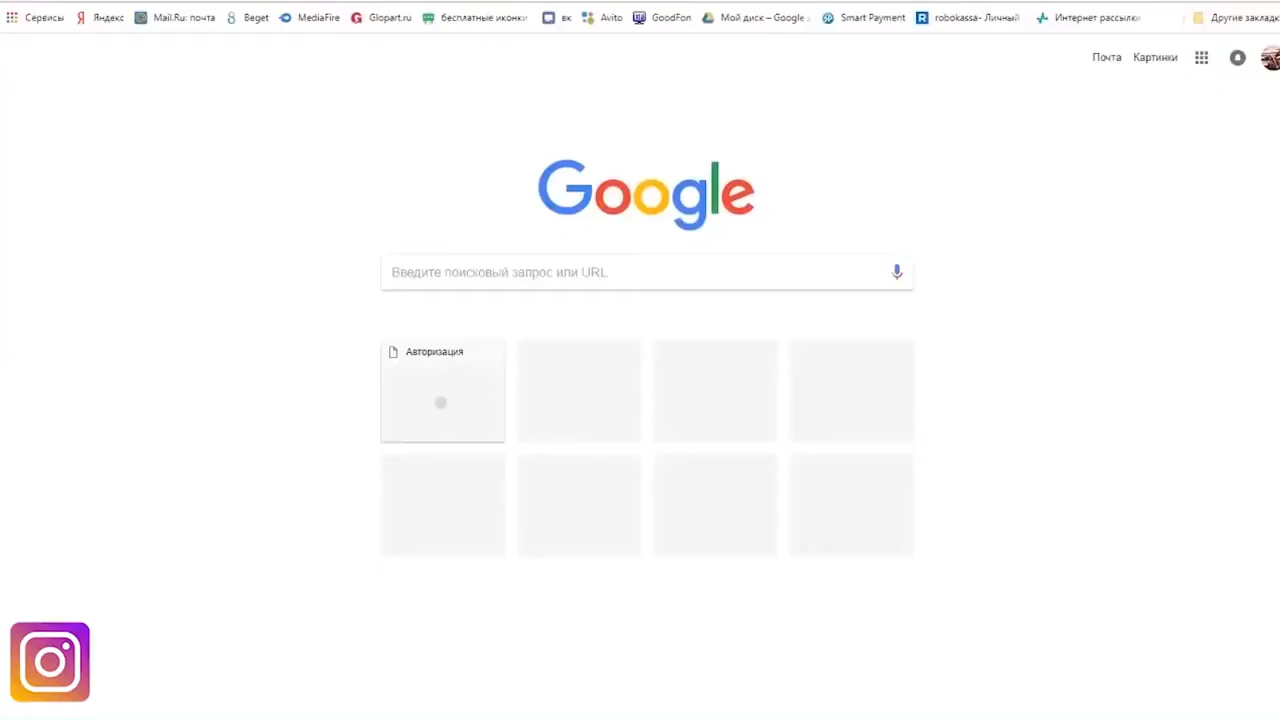 Сервисы Яндекс Mail.Ru: почта Beget MediaFire Glopart.ru бесплатные иконки вк Avito GoodFon Мой диск – Google Smart Payment robokassa- Личный Интернет рассылки Другие заклад
Почта Картинки
Google
Введите поисковый запрос или URL
Авторизация